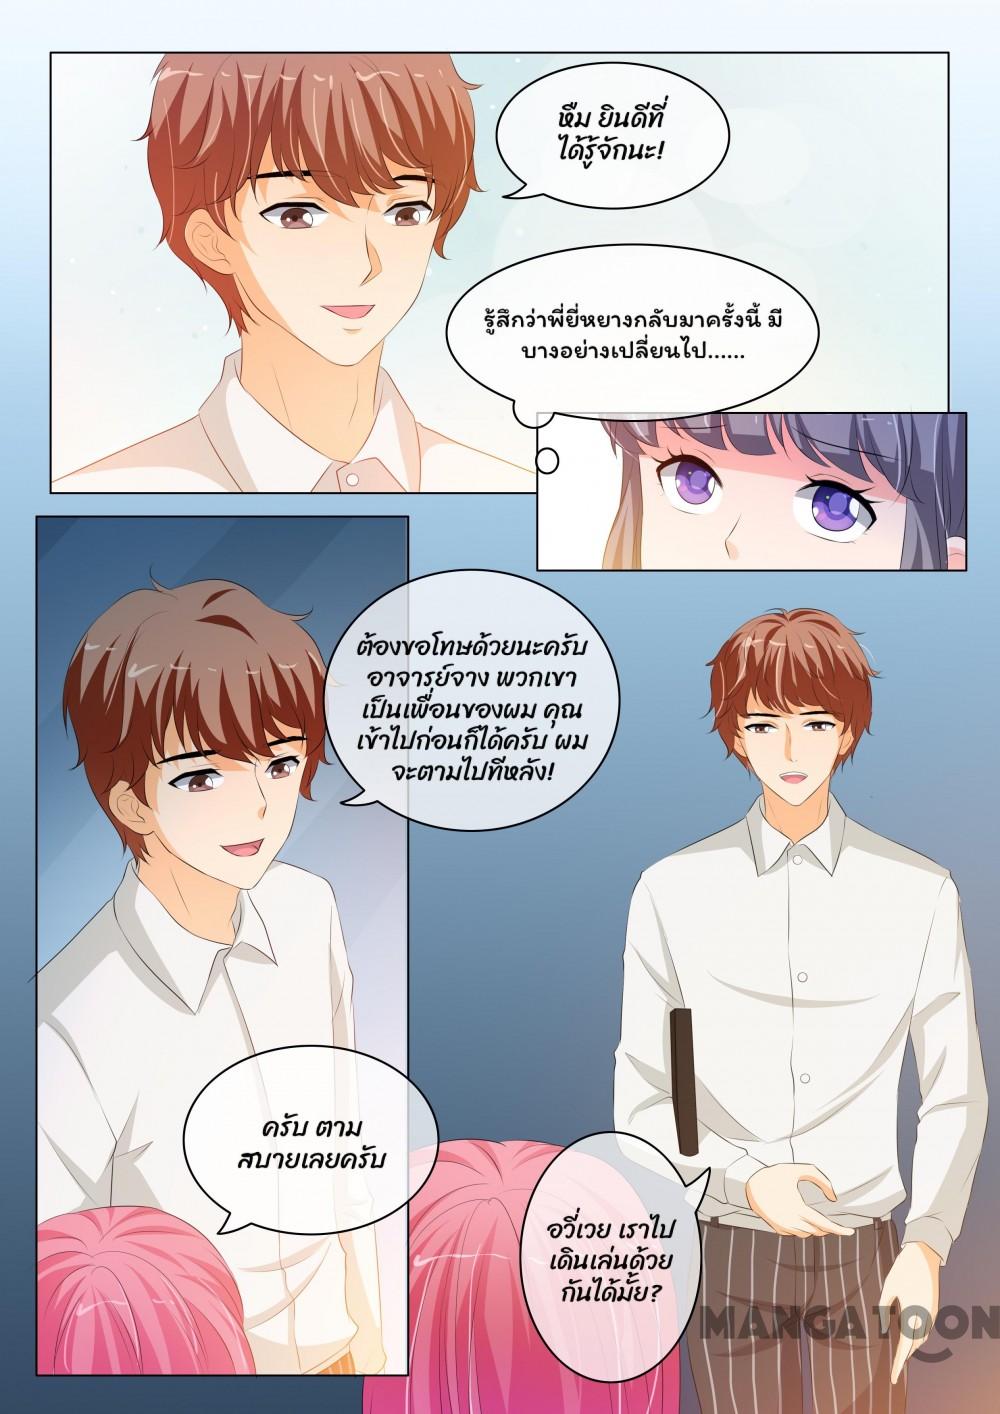 หืม ยินดีที่
ได้รู้จักนะ!
รู้สึกว่าพี่ยี่หยางกลับมาครั้งนี้ มี
บางอย่างเปลี่ยนไป......
ต้องขอโทษด้วยนะครับ
อาจารย์จาง พวกเขา
เป็นเพื่อนของผม คุณ
เข้าไปก่อนก็ได้ครับ ผม
จะตามไปทีหลัง!
ครับ ตาม
สบายเลยครับ
อวี่เวย เราไป
เดินเล่นด้วย
กันได้มั้ย?
MANGATOON